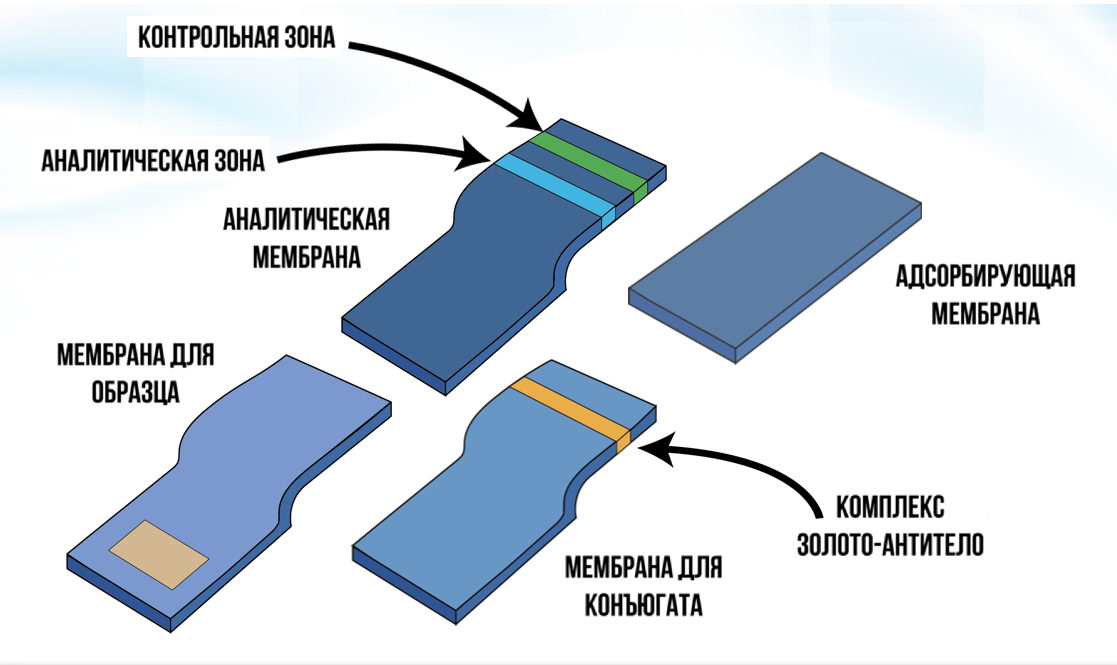 КОНТРОЛЬНАЯ ЗОНА
АНАЛИТИЧЕСКАЯ ЗОНА
АНАЛИТИЧЕСКАЯ
МЕМБРАНА
АДСОРБИРУЮЩАЯ
МЕМБРАНА
МЕМБРАНА ДЛЯ
ОБРАЗЦА
КОМПЛЕКС
ЗОЛОТО-АНТИТЕЛО
МЕМБРАНА ДЛЯ
КОНЪЮГАТА